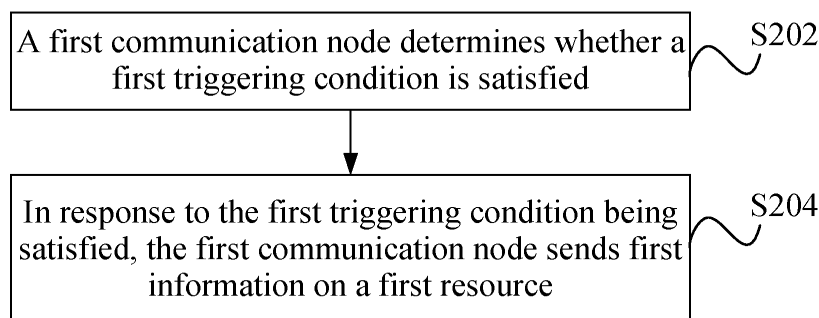 A first communication node determines whether a
first triggering condition is satisfied
S202
In response to the first triggering condition being
satisfied, the first communication node sends first
information on a first resource
S204